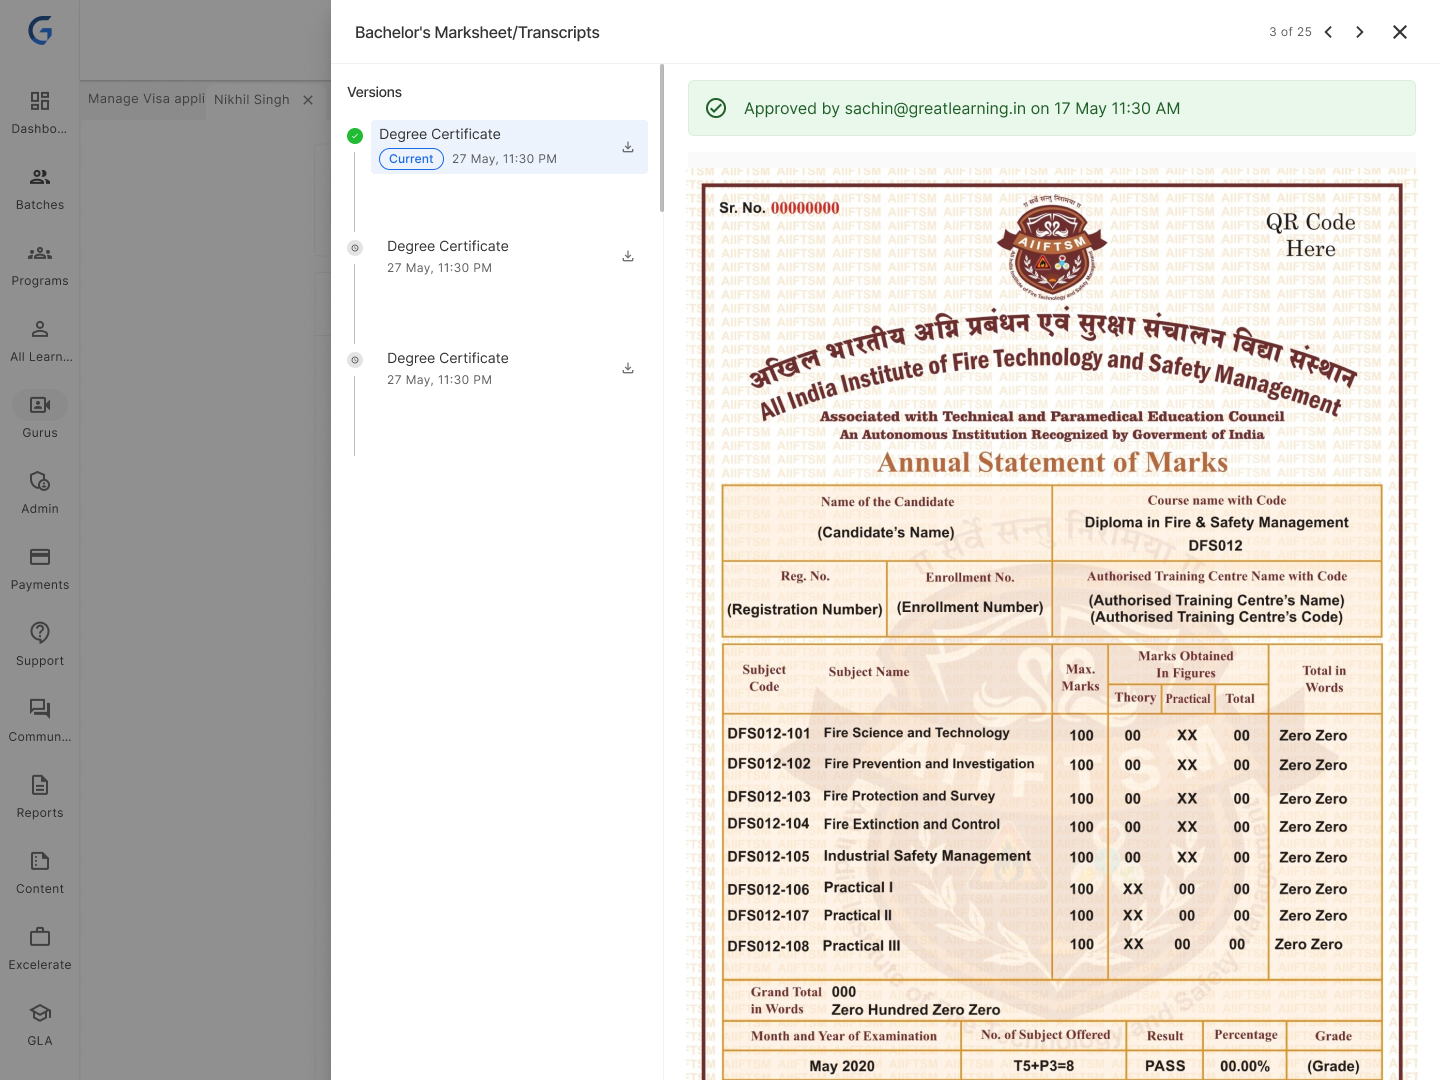 Dashbo...
Batches
Programs
All Learn...
Gurus
Admin
Payments
Support
Commun...
Reports
Content
Excelerate
GLA
Manage Visa appli
Nikhil Singh
Bachelor's Marksheet/Transcripts
3 of 25
Versions
Degree Certificate
Current 27 May, 11:30 PM
Degree Certificate
27 May, 11:30 PM
Degree Certificate
27 May, 11:30 PM
Approved by sachin@greatlearning.in on 17 May 11:30 AM
Sr. No. 00000000
AIIFTSM
QR Code
Here
अखिल भारतीय अग्नि प्रबंधन एवं सुरक्षा संचालन विद्या संस्थान
All India Institute of Fire Technology and Safety Management
Associated with Technical and Paramedical Education Council
An Autonomous Institution Recognized by Goverment of India
Annual Statement of Marks
Name of the Candidate
(Candidate's Name)
Course name with Code
Diploma in Fire & Safety Management
DFS012
Reg. No.
(Registration Number)
Enrollment No.
(Enrollment Number)
Authorised Training Centre Name with Code
(Authorised Training Centre's Name)
(Authorised Training Centre's Code)
Subject Code Subject Name Max. Marks Marks Obtained In Figures Total in Words
Theory Practical Total
DFS012-101 Fire Science and Technology 100 00 XX 00 Zero Zero
DFS012-102 Fire Prevention and Investigation 100 00 XX 00 Zero Zero
DFS012-103 Fire Protection and Survey 100 00 XX 00 Zero Zero
DFS012-104 Fire Extinction and Control 100 00 XX 00 Zero Zero
DFS012-105 Industrial Safety Management 100 00 XX 00 Zero Zero
DFS012-106 Practical I 100 XX 00 00 Zero Zero
DFS012-107 Practical II 100 XX 00 00 Zero Zero
DFS012-108 Practical III 100 XX 00 00 Zero Zero
Grand Total 000
in Words Zero Hundred Zero Zero
Month and Year of Examination No. of Subject Offered Result Percentage Grade
May 2020 T5+P3=8 PASS 00.00% (Grade)